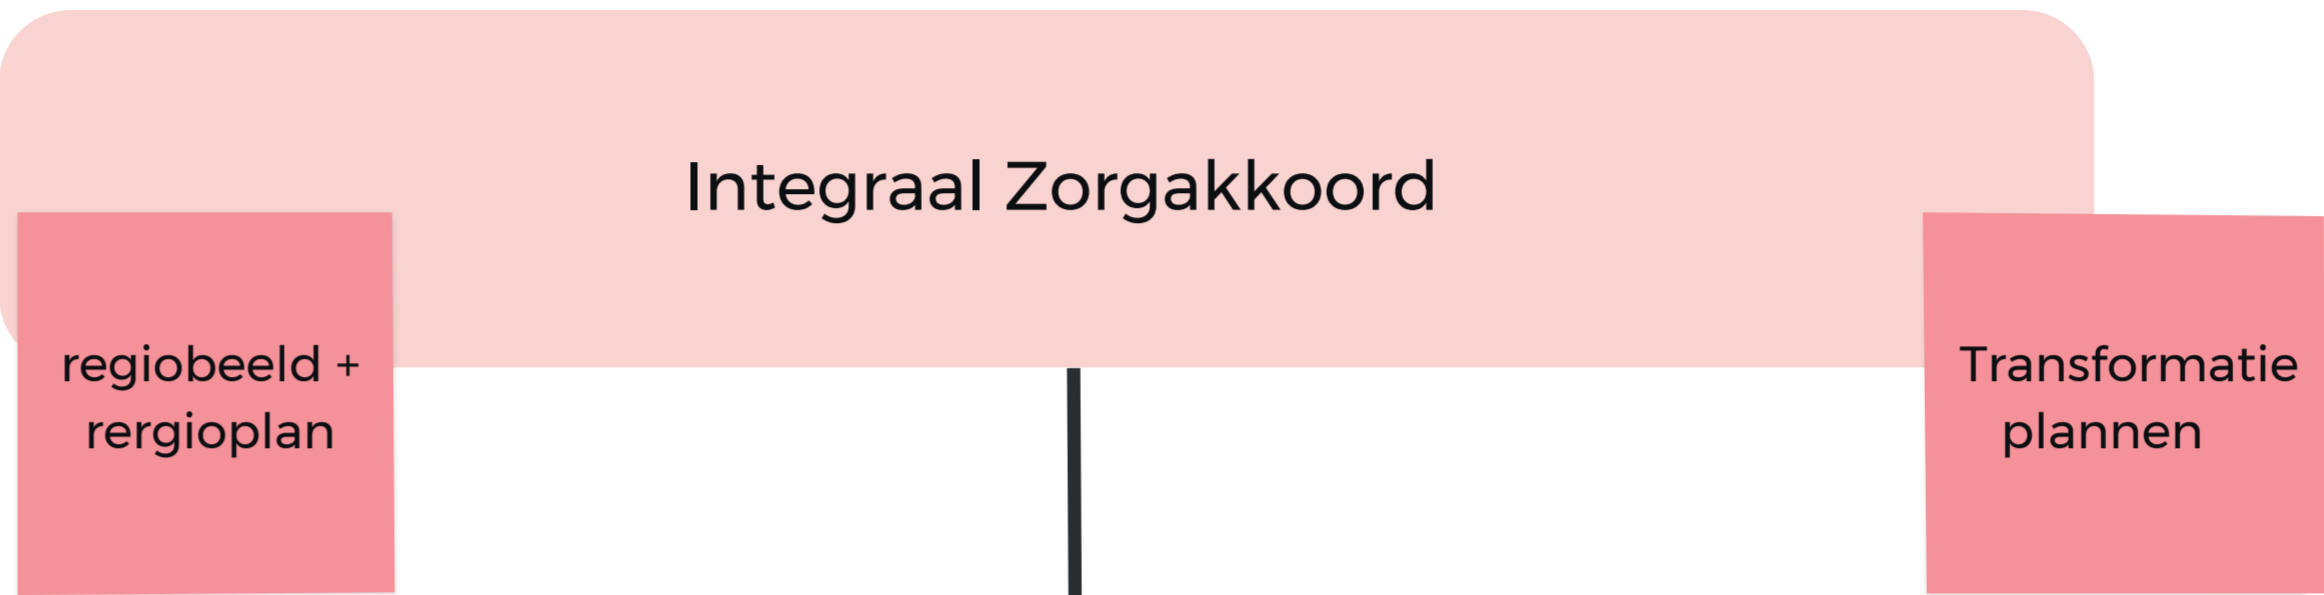 Integraal Zorgakkoord
regiobeeld +
rergioplan
Transformatie
plannen